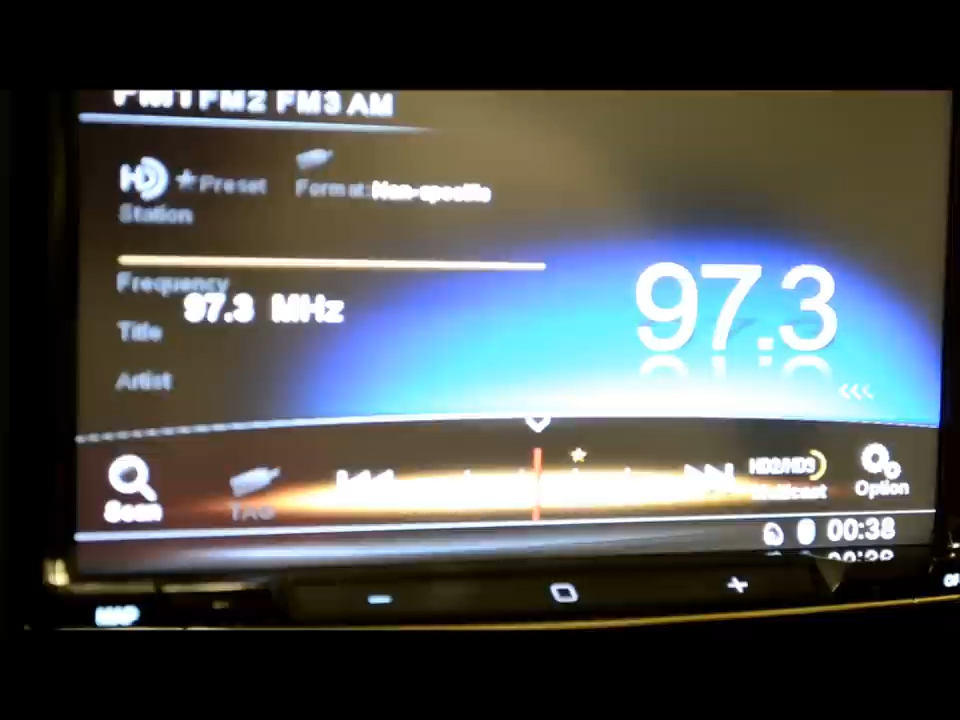 FM1 FM2 FM3 AM
HD Preset Format: Non-specific
Station
Frequency
97.3 MHz
97.3
Title
Artist
Scan
TAG
HD2/HD3
Multicast
Option
00:38
MAP